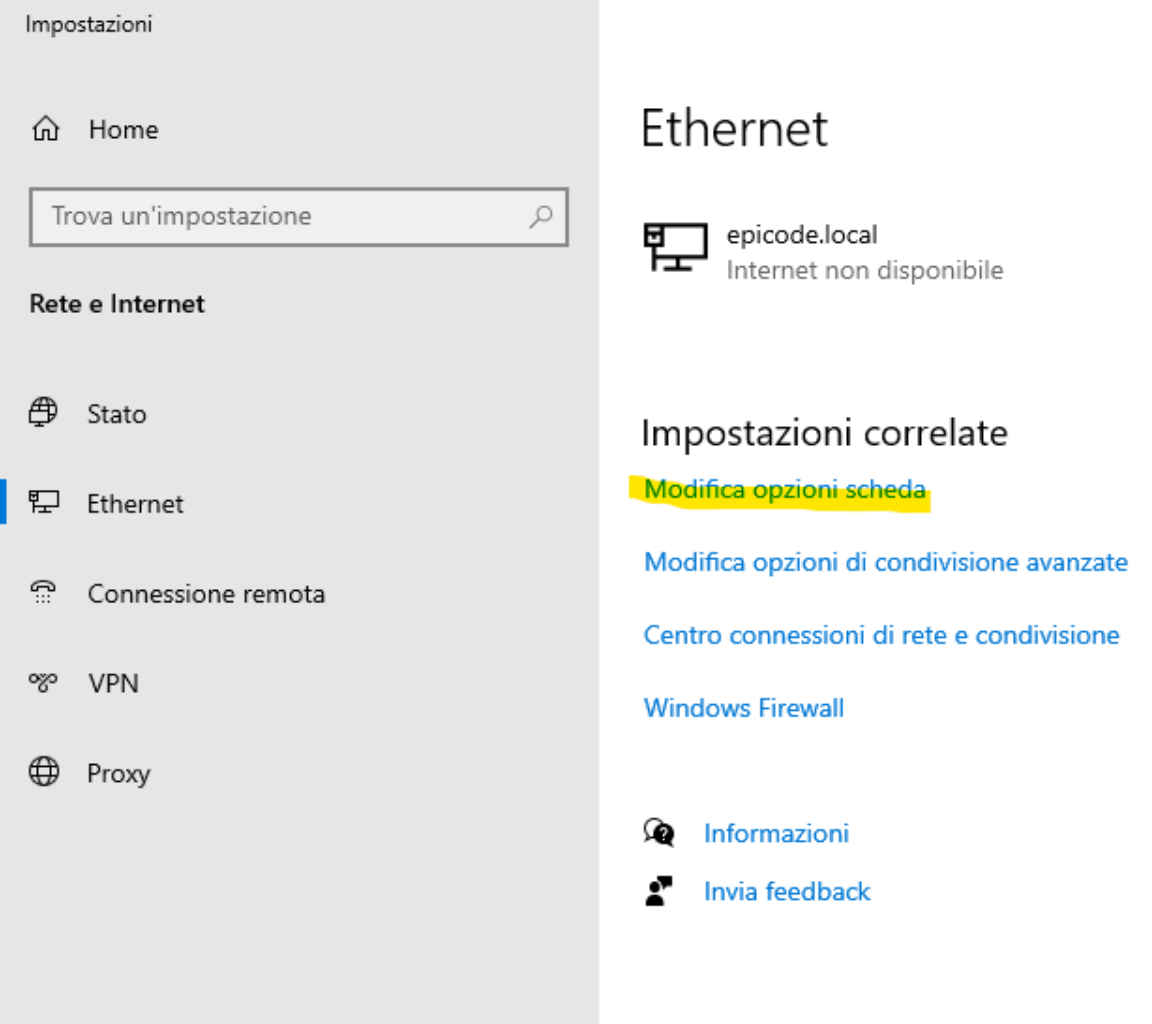 Impostazioni
Home
Trova un'impostazione
Rete e Internet
Stato
Ethernet
Connessione remota
VPN
Proxy
Ethernet
epicode.local
Internet non disponibile
Impostazioni correlate
Modifica opzioni scheda
Modifica opzioni di condivisione avanzate
Centro connessioni di rete e condivisione
Windows Firewall
Informazioni
Invia feedback